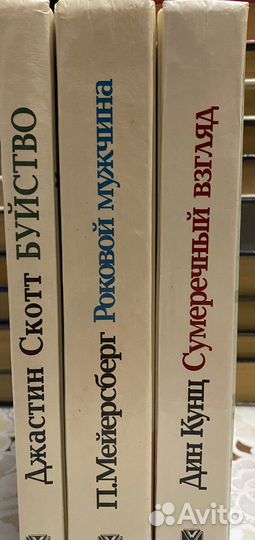 Джастин Скотт БУЙСТВО
П.Мейерсберг Роковой мужчина
Дин Кунц Сумеречный взгляд
Avito